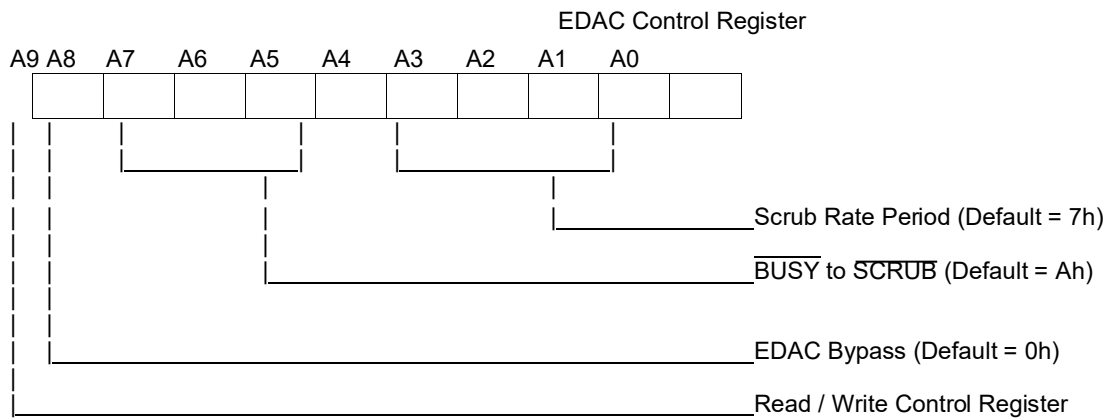 EDAC Control Register
A9 A8 A7 A6 A5 A4 A3 A2 A1 A0
Scrub Rate Period (Default = 7h)
BUSY to SCRUB (Default = Ah)
EDAC Bypass (Default = 0h)
Read / Write Control Register